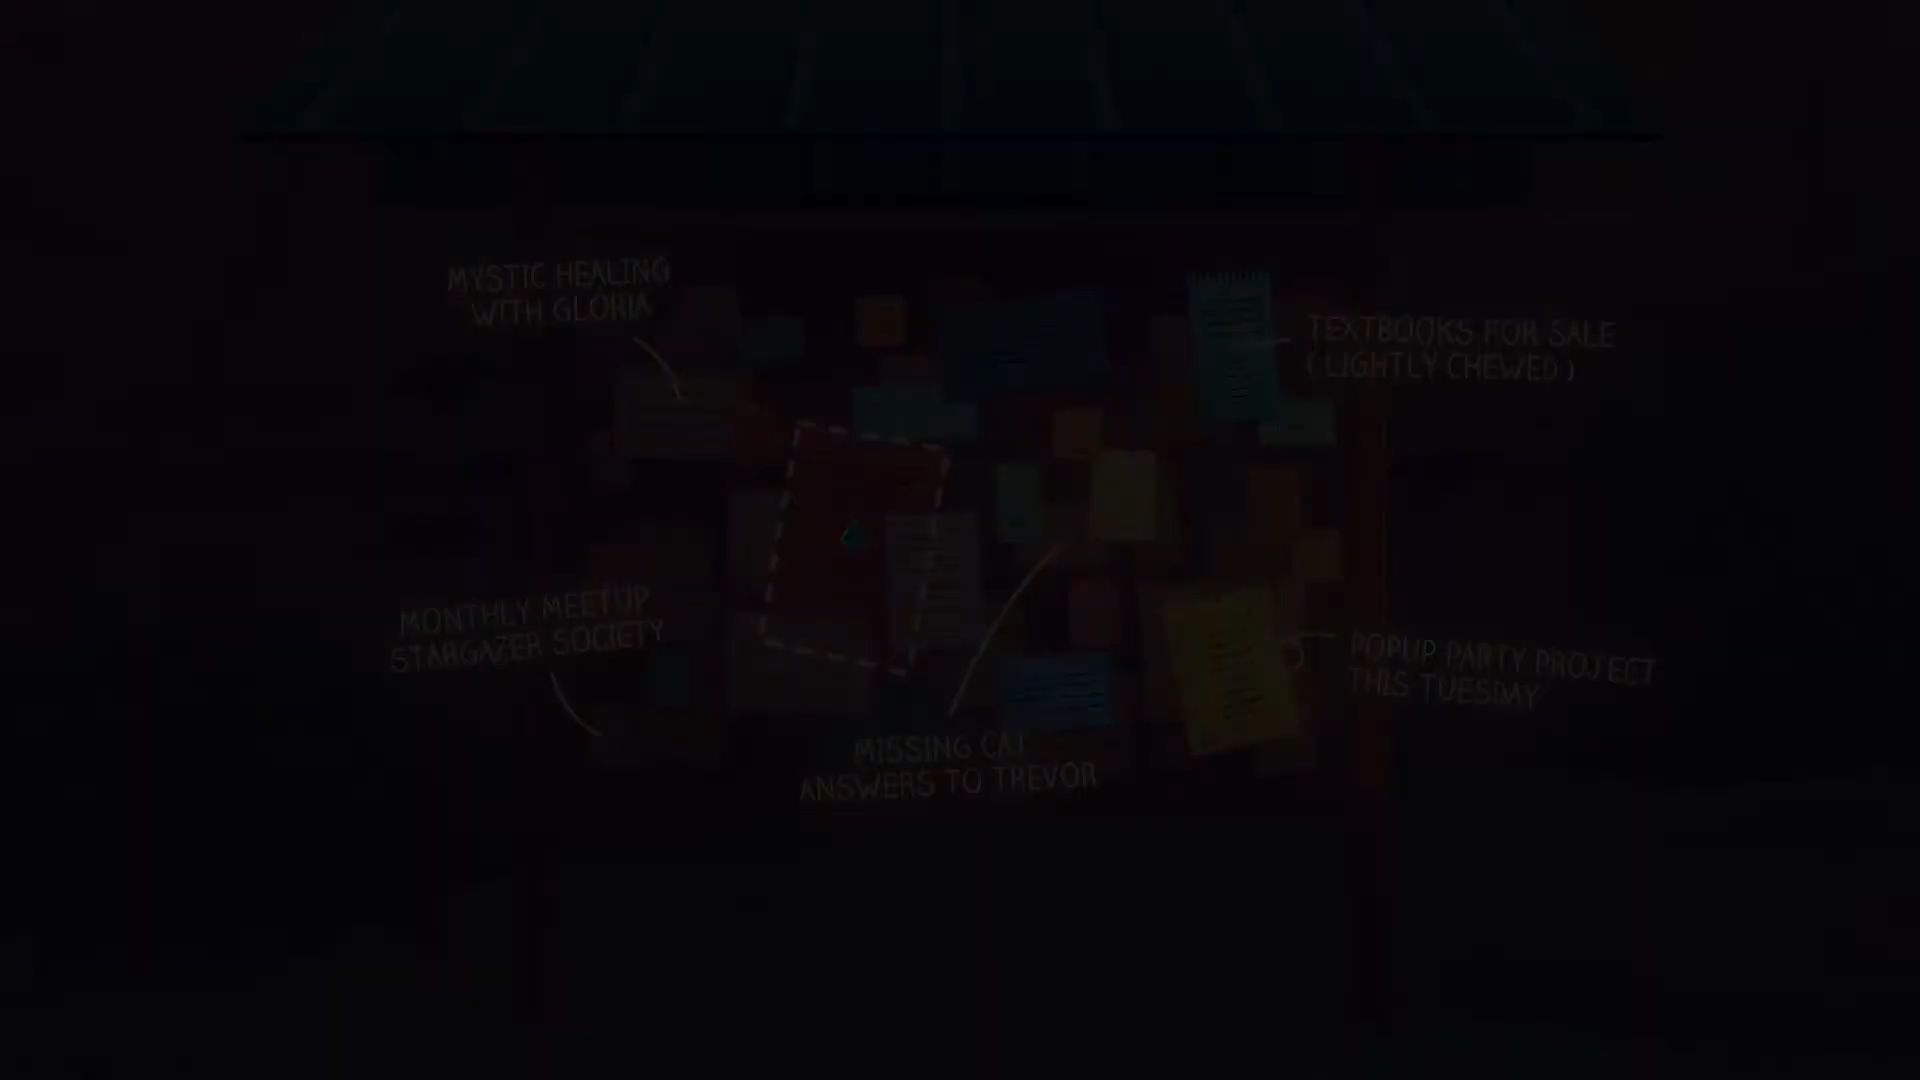 MYSTIC HEALING
WITH GLORIA
TEXTBOOKS FOR SALE
(LIGHTLY CHEWED)
MONTHLY MEETUP
STARGAZER SOCIETY
POPUP PARTY PROJECT
THIS TUESDAY
MISSING CAT
ANSWERS TO TREVOR